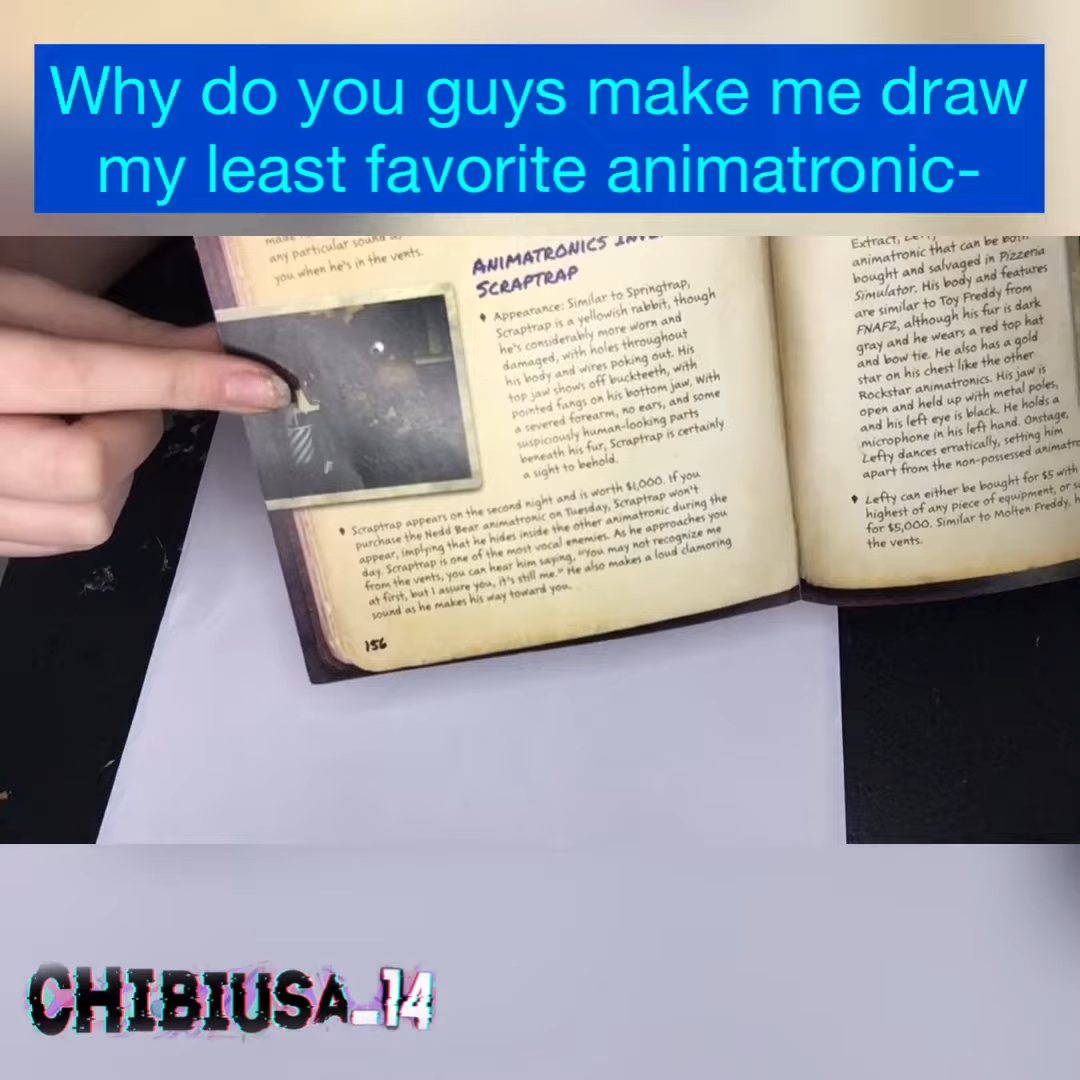 Why do you guys make me draw
my least favorite animatronic-
any particular sound
you when he's in the vents.
ANIMATRONICS
SCRAPTRAP
♦ Appearance: Similar to Springtrap,
Scraptrap is a yellowish rabbit, though
he's considerably more worn and
damaged, with holes throughout
his body and wires poking out. His
top jaw shows off buckteeth, with
pointed fangs on his bottom jaw. With
a severed forearm, no ears, and some
suspiciously human-looking parts
beneath his fur, Scraptrap is certainly
a sight to behold.
♦ Scraptrap appears on the second night and is worth $1,000. If you
purchase the Nedd Bear animatronic on Tuesday, Scraptrap won't
appear, implying that he hides inside the other animatronic during the
day. Scraptrap is one of the most vocal enemies. As he approaches you
from the vents, you can hear him saying, "You may not recognize me
at first, but I assure you, it's still me." He also makes a loud clamoring
sound as he makes his way toward you.
156
Extract,
animatronic that can be both
bought and salvaged in Pizzeria
Simulator. His body and features
are similar to Toy Freddy from
FNAF2, although his fur is dark
gray and he wears a red top hat
and bow tie. He also has a gold
star on his chest like the other
Rockstar animatronics. His jaw is
open and held up with metal poles,
and his left eye is black. He holds a
microphone in his left hand. Onstage,
Lefty dances erratically, setting him
apart from the non-possessed
♦ Lefty can either be bought for $5 with
highest of any piece of equipment, or
for $5,000. Similar to Molten Freddy,
the vents.
CHIBIUSA_14